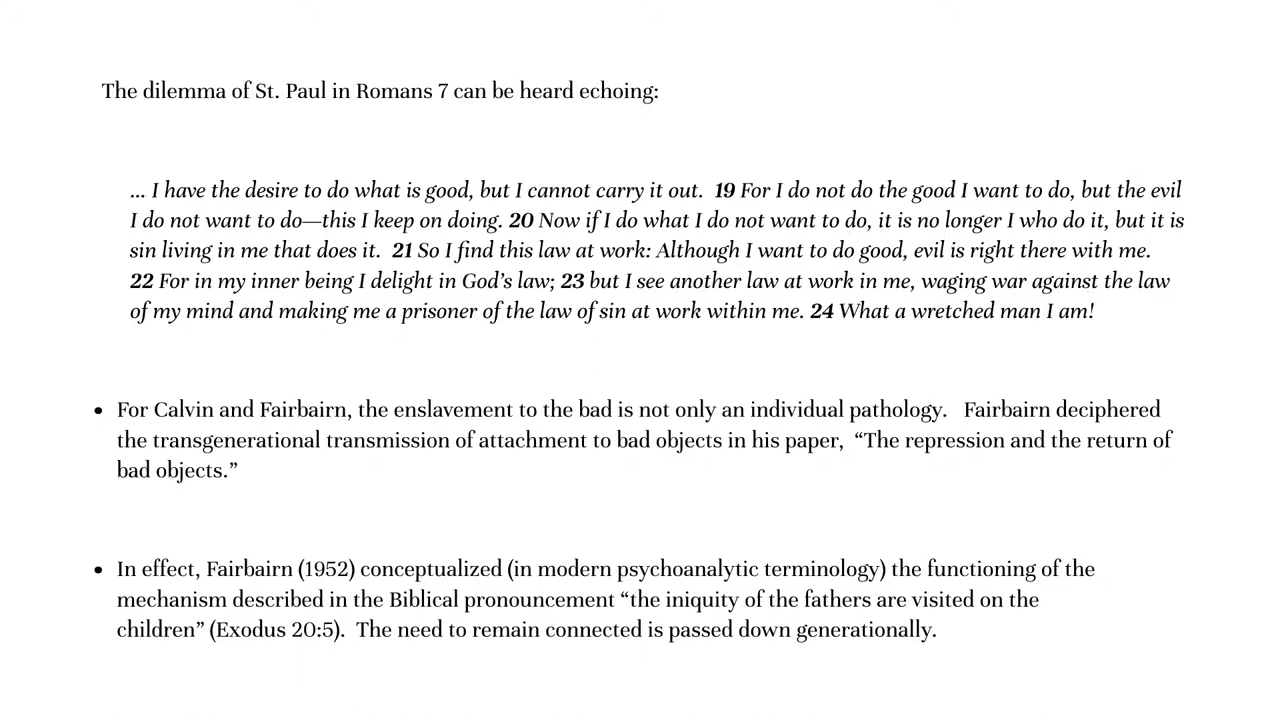 The dilemma of St. Paul in Romans 7 can be heard echoing:
... I have the desire to do what is good, but I cannot carry it out.  19 For I do not do the good I want to do, but the evil
I do not want to do—this I keep on doing. 20 Now if I do what I do not want to do, it is no longer I who do it, but it is
sin living in me that does it.  21 So I find this law at work: Although I want to do good, evil is right there with me.
22 For in my inner being I delight in God’s law; 23 but I see another law at work in me, waging war against the law
of my mind and making me a prisoner of the law of sin at work within me. 24 What a wretched man I am!
• For Calvin and Fairbairn, the enslavement to the bad is not only an individual pathology.   Fairbairn deciphered
the transgenerational transmission of attachment to bad objects in his paper,  “The repression and the return of
bad objects.”
• In effect, Fairbairn (1952) conceptualized (in modern psychoanalytic terminology) the functioning of the
mechanism described in the Biblical pronouncement “the iniquity of the fathers are visited on the
children” (Exodus 20:5).  The need to remain connected is passed down generationally.